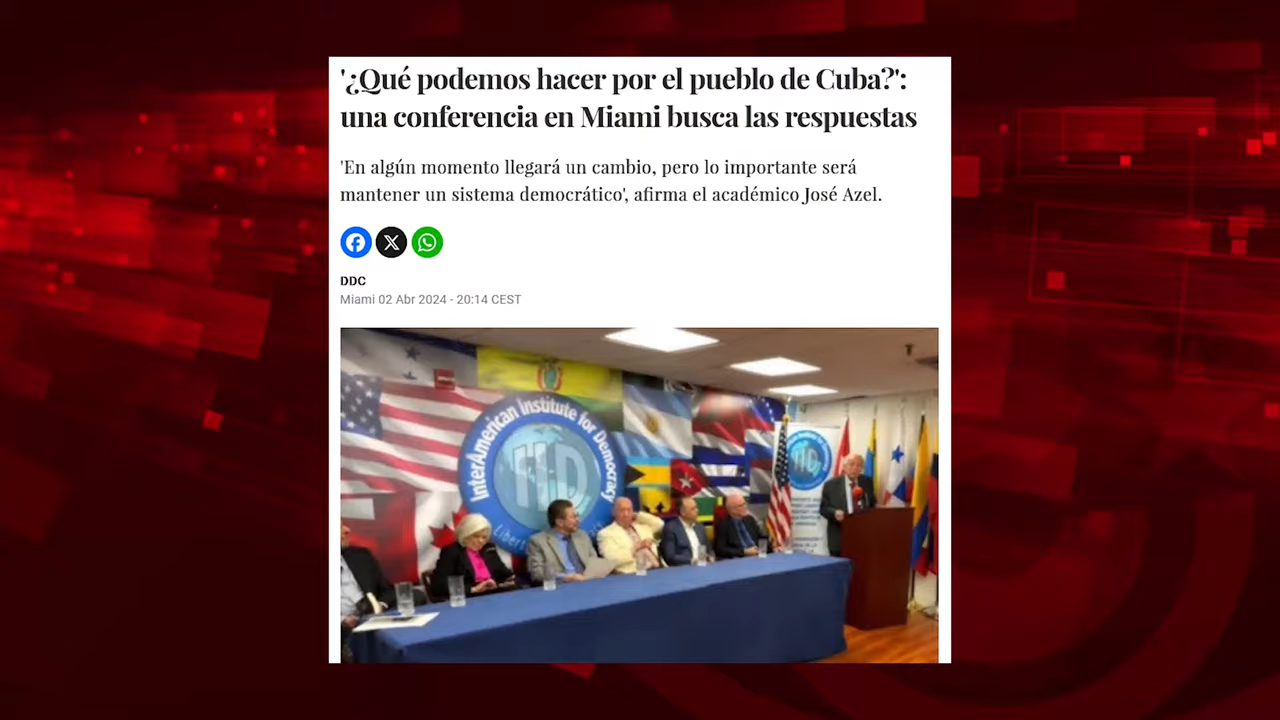 '¿Qué podemos hacer por el pueblo de Cuba?':
una conferencia en Miami busca las respuestas
'En algún momento llegará un cambio, pero lo importante será
mantener un sistema democrático', afirma el académico José Azel.
DDC
Miami 02 Abr 2024 - 20:14 CEST
InterAmerican Institute for Democracy
IID